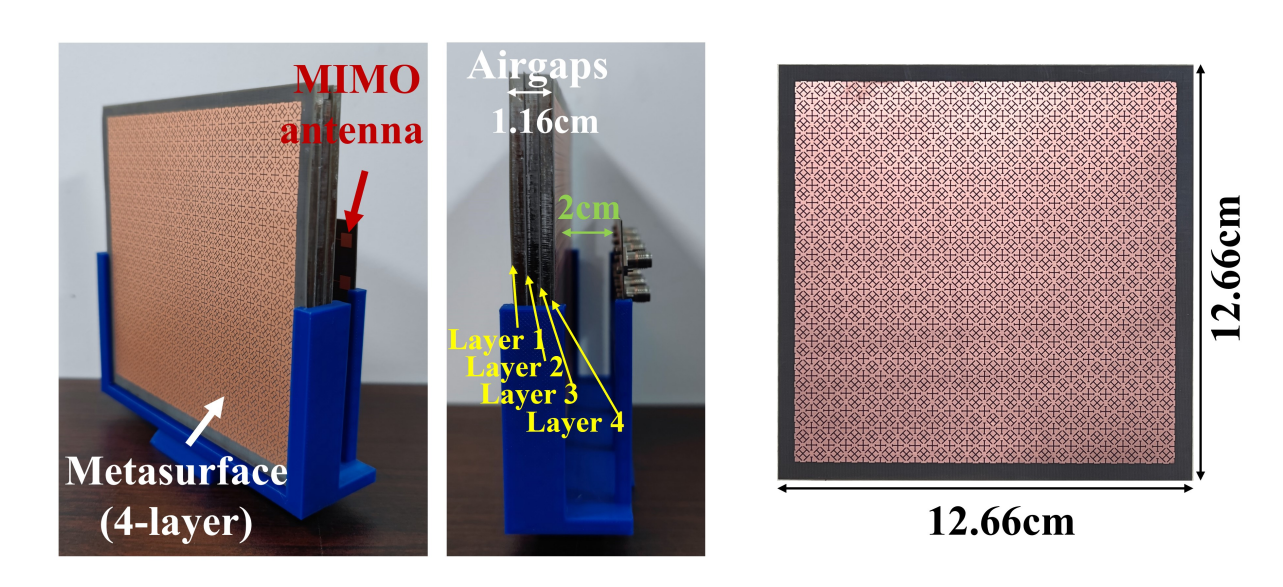 MIMO
antenna
Metasurface
(4-layer)
Airgaps
1.16cm
2cm
Layer 1
Layer 2
Layer 3
Layer 4
12.66cm
12.66cm